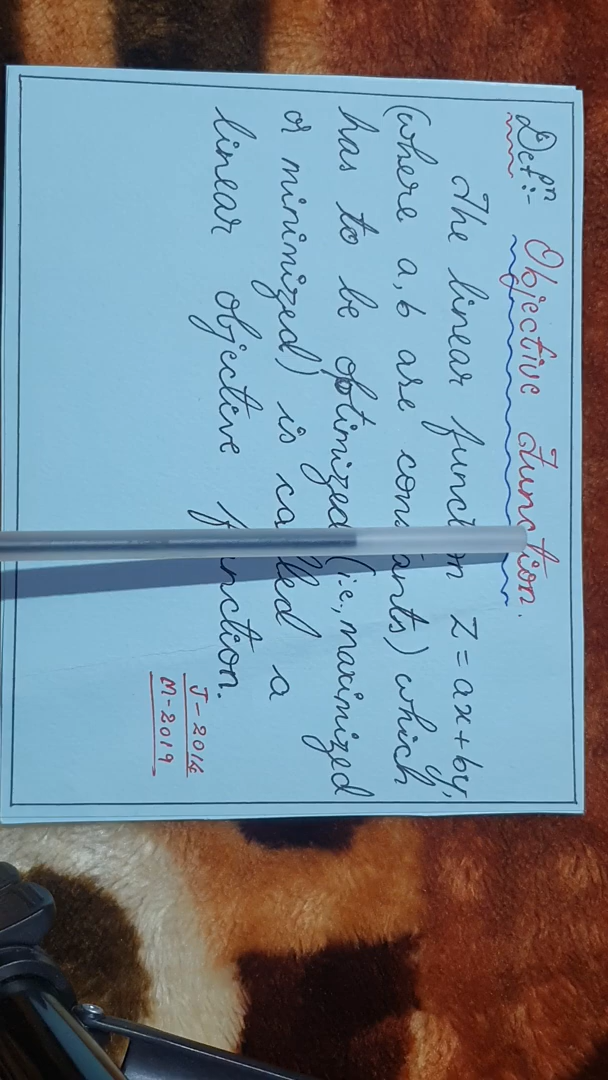 Defⁿ:- Objective Function.
The linear function Z = ax + by,
(where a, b are constants) which
has to be optimized (i.e., maximized
or minimized) is called a
linear objective function.
J - 2014
M - 2019